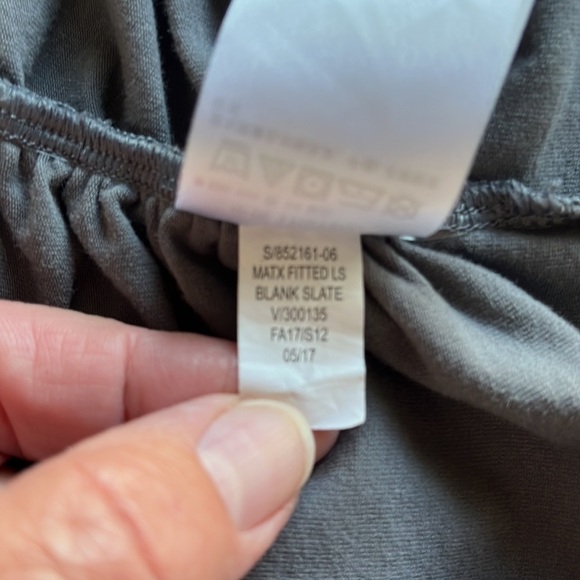 S/852161-06
MATX FITTED LS
BLANK SLATE
V/300135
FA17/S12
05/17